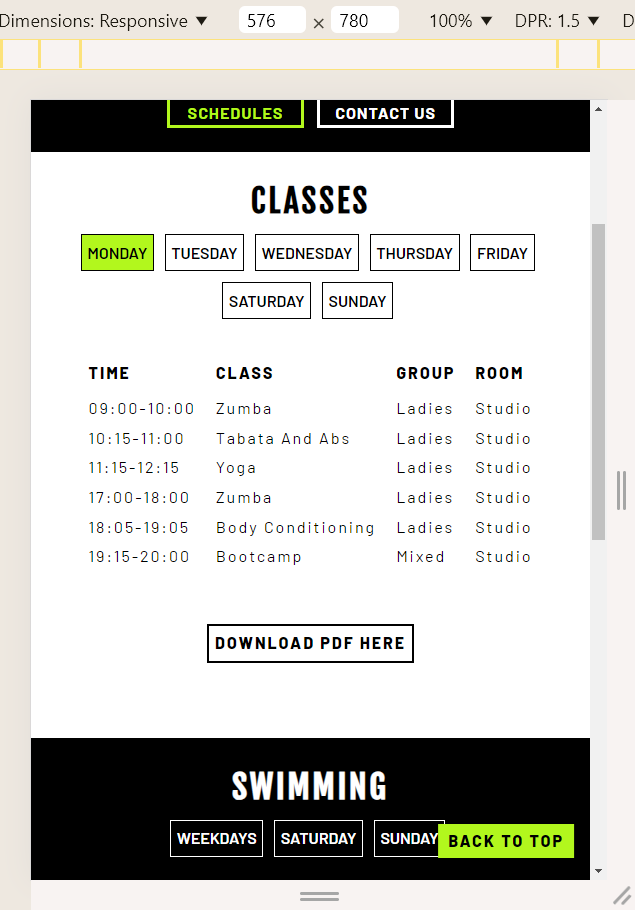 Dimensions: Responsive ▼ 576 × 780 100% ▼ DPR: 1.5 ▼ D
SCHEDULES CONTACT US
CLASSES
MONDAY TUESDAY WEDNESDAY THURSDAY FRIDAY
SATURDAY SUNDAY
TIME CLASS GROUP ROOM
09:00-10:00 Zumba Ladies Studio
10:15-11:00 Tabata And Abs Ladies Studio
11:15-12:15 Yoga Ladies Studio
17:00-18:00 Zumba Ladies Studio
18:05-19:05 Body Conditioning Ladies Studio
19:15-20:00 Bootcamp Mixed Studio
DOWNLOAD PDF HERE
SWIMMING
WEEKDAYS SATURDAY SUNDAY BACK TO TOP